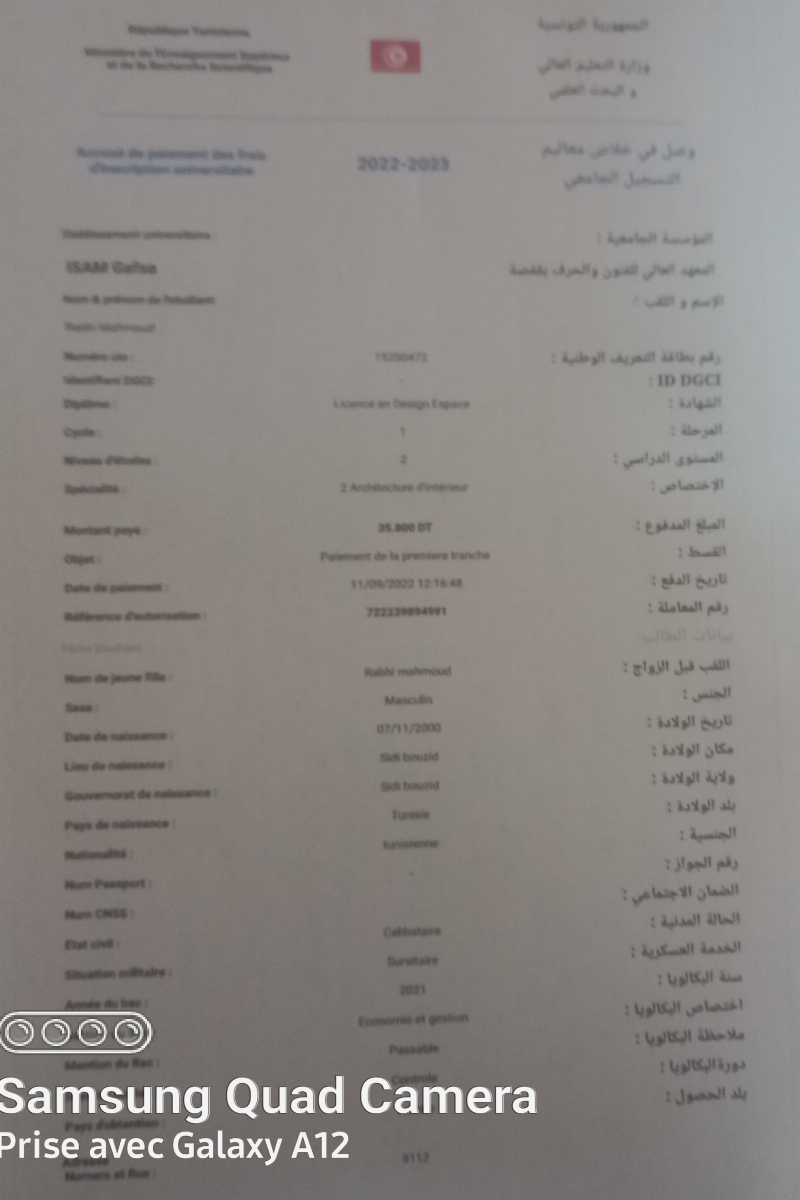 République Tunisienne
الجمهورية التونسية
Ministère de l'Enseignement Supérieur
et de la Recherche Scientifique
وزارة التعليم العالي
و البحث العلمي
Accusé de paiement des frais
d'inscription universitaire
2022-2023
وصل في خلاص معاليم
التسجيل الجامعي
Etablissement universitaire :
المؤسسة الجامعية :
ISAM Gafsa
المعهد العالي للفنون والحرف بقفصة
Nom & prénom de l'étudiant
الإسم و اللقب :
Rabhi Mahmoud
Numéro cin :
15250472
رقم بطاقة التعريف الوطنية :
Identifiant DGCI:
-
ID DGCI :
Diplôme :
Licence en Design Espace
الشهادة :
Cycle :
1
المرحلة :
Niveau d'études :
2
المستوى الدراسي :
Spécialité :
2 Architecture d'intérieur
الإختصاص :
Montant payé :
35.800 DT
المبلغ المدفوع :
Objet :
Paiement de la premiere tranche
القسط :
Date de paiement :
11/09/2022 12:16:48
تاريخ الدفع :
Référence d'autorisation :
722239894991
رقم المعاملة :
Fiche Etudiant
بيانات الطالب
Nom de jeune fille :
Rabhi mahmoud
اللقب قبل الزواج :
Sexe :
Masculin
الجنس :
Date de naissance :
07/11/2000
تاريخ الولادة :
Lieu de naissance :
Sidi bouzid
مكان الولادة :
Gouvernorat de naissance :
Sidi bouzid
ولاية الولادة :
Pays de naissance :
Tunisie
بلد الولادة :
Nationalité :
tunisienne
الجنسية :
Num Passport :
رقم الجواز :
Num CNSS :
الضمان الاجتماعي :
Etat civil :
Celibataire
الحالة المدنية :
Situation militaire :
Sursitaire
الخدمة العسكرية :
Année du bac :
2021
سنة البكالويا :
Economie et gestion
اختصاص البكالويا :
Mention du Bac :
Passable
ملاحظة البكالويا :
Controle
دورةالبكالويا :
Pays d'obtention :
بلد الحصول :
Samsung Quad Camera
Prise avec Galaxy A12
Adresse
Numero et Rue :
9112